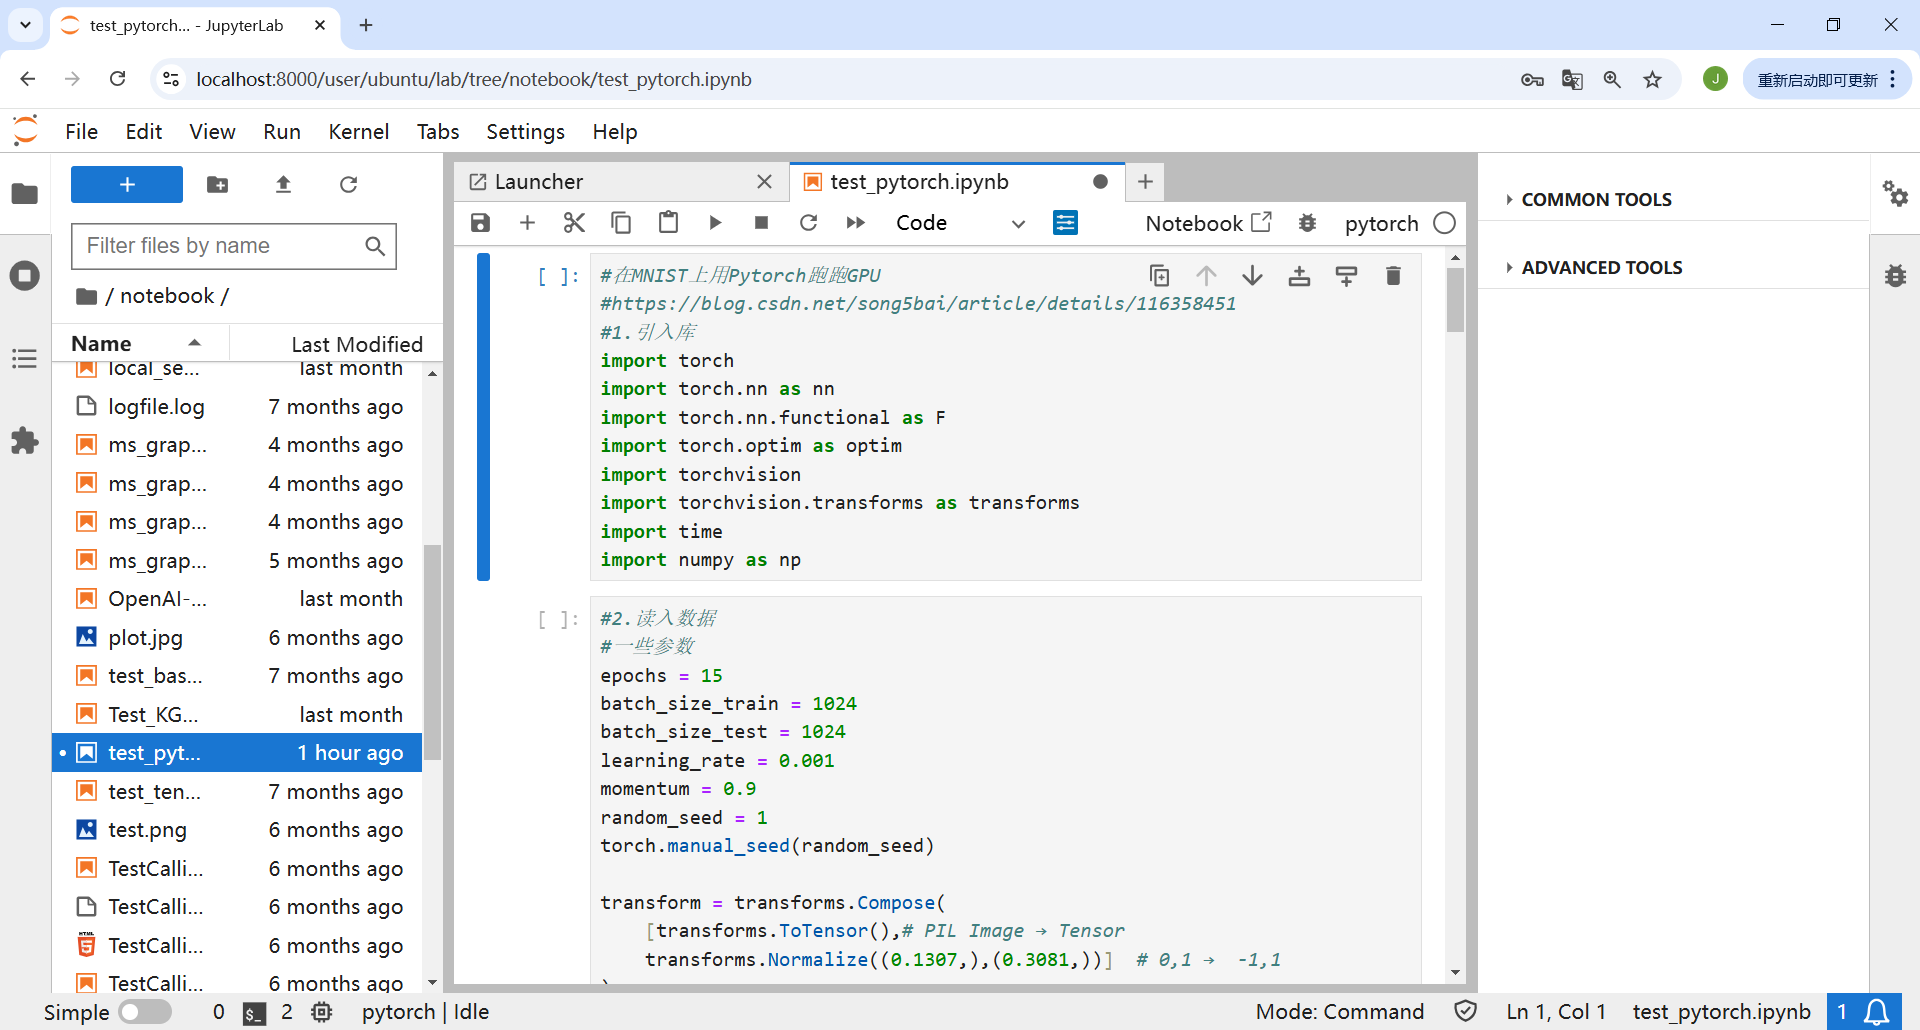 test_pytorch... - JupyterLab
localhost:8000/user/ubuntu/lab/tree/notebook/test_pytorch.ipynb
J
重新启动即可更新
File Edit View Run Kernel Tabs Settings Help
Filter files by name
/ notebook /
Name Last Modified
local_se... last month
logfile.log 7 months ago
ms_grap... 4 months ago
ms_grap... 4 months ago
ms_grap... 4 months ago
ms_grap... 5 months ago
OpenAI-... last month
plot.jpg 6 months ago
test_bas... 7 months ago
Test_KG... last month
test_pyt... 1 hour ago
test_ten... 7 months ago
test.png 6 months ago
TestCalli... 6 months ago
TestCalli... 6 months ago
TestCalli... 6 months ago
TestCalli... 6 months ago
Launcher
test_pytorch.ipynb
Code
Notebook
pytorch
[ ]:
#在MNIST上用Pytorch跑跑GPU
#https://blog.csdn.net/song5bai/article/details/116358451
#1.引入库
import torch
import torch.nn as nn
import torch.nn.functional as F
import torch.optim as optim
import torchvision
import torchvision.transforms as transforms
import time
import numpy as np
[ ]:
#2.读入数据
#一些参数
epochs = 15
batch_size_train = 1024
batch_size_test = 1024
learning_rate = 0.001
momentum = 0.9
random_seed = 1
torch.manual_seed(random_seed)
transform = transforms.Compose(
[transforms.ToTensor(),# PIL Image → Tensor
transforms.Normalize((0.1307,),(0.3081,))] # 0,1 → -1,1
)
COMMON TOOLS
ADVANCED TOOLS
Simple 0 $_ 2 pytorch | Idle
Mode: Command Ln 1, Col 1 test_pytorch.ipynb 1